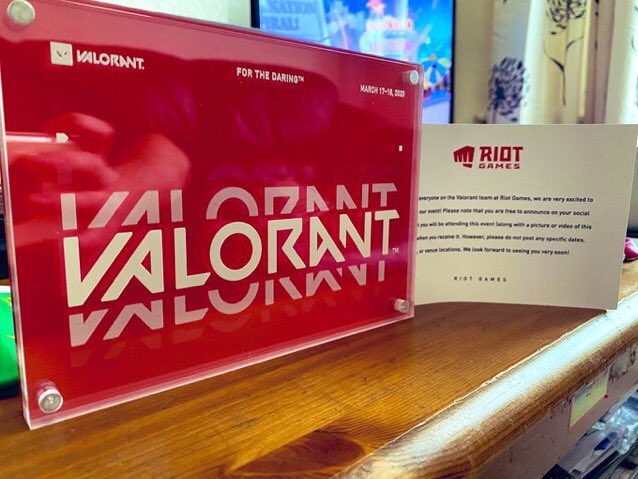 VALORANT.
FOR THE DARING™
MARCH 17-18, 2020
VALORANT
VALORANT™
VALORANT
RIOT
GAMES
everyone on the Valorant team at Riot Games, we are very excited to
our event! Please note that you are free to announce on your social
you will be attending this event (along with a picture or video of this
when you receive it. However, please do not post any specific dates,
or venue locations. We look forward to seeing you very soon!
RIOT GAMES